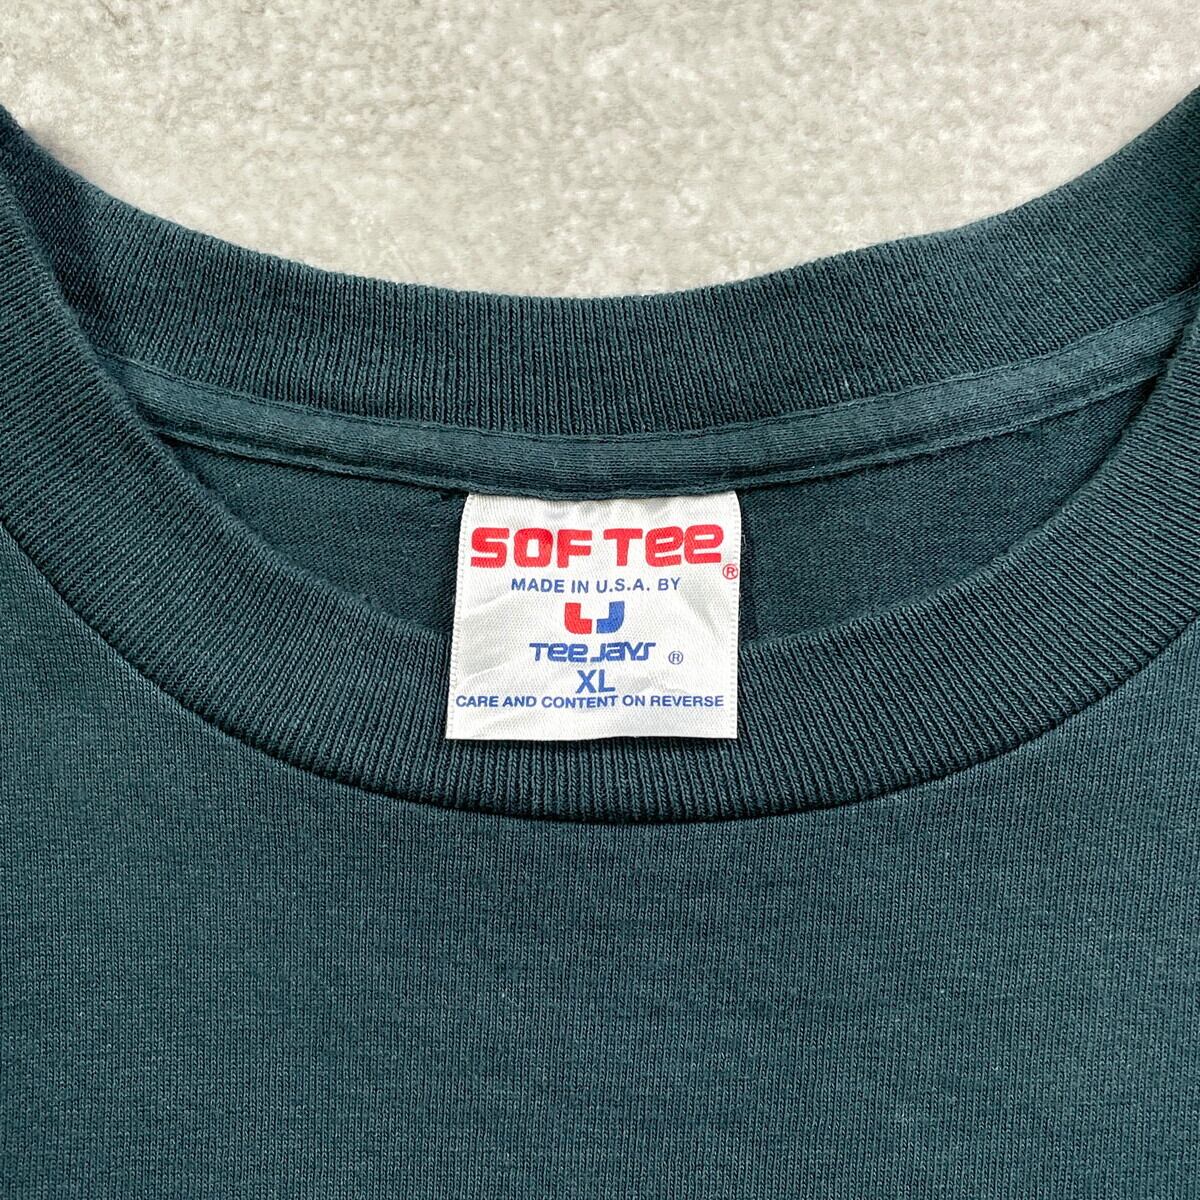 SOF TEE ®
MADE IN U.S.A. BY
TEE JAYS ®
XL
CARE AND CONTENT ON REVERSE